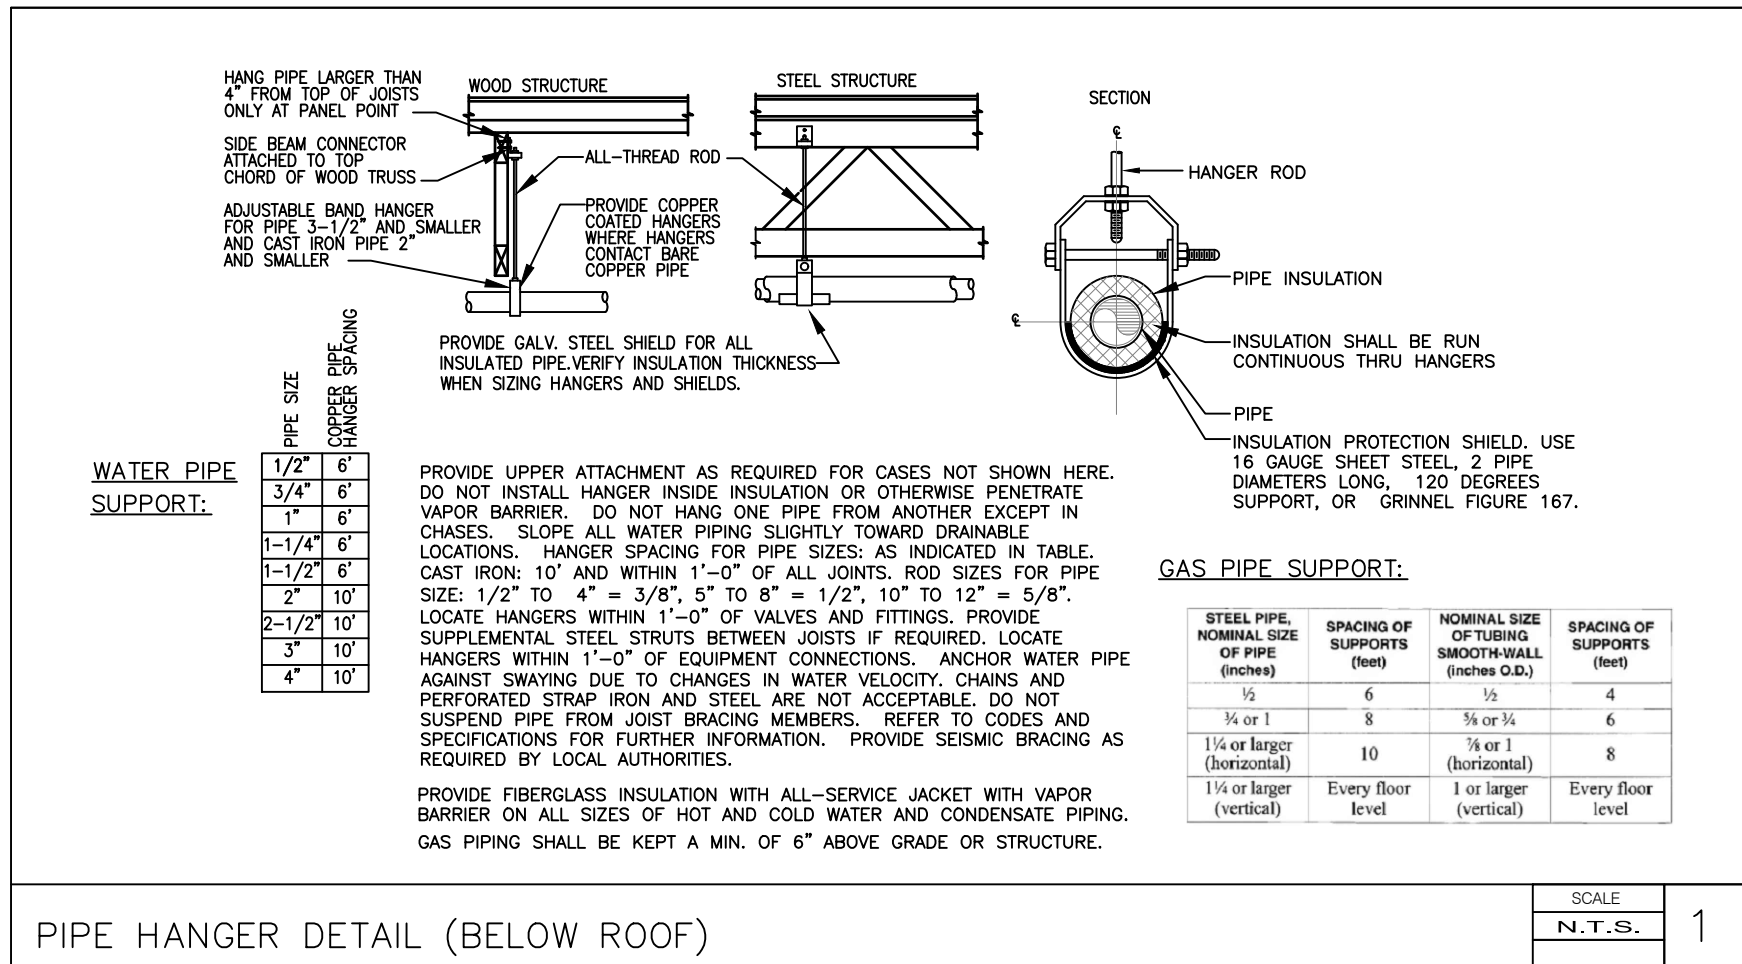 HANG PIPE LARGER THAN
4" FROM TOP OF JOISTS
ONLY AT PANEL POINT
SIDE BEAM CONNECTOR
ATTACHED TO TOP
CHORD OF WOOD TRUSS
ADJUSTABLE BAND HANGER
FOR PIPE 3-1/2" AND SMALLER
AND CAST IRON PIPE 2"
AND SMALLER
WOOD STRUCTURE
ALL-THREAD ROD
PROVIDE COPPER
COATED HANGERS
WHERE HANGERS
CONTACT BARE
COPPER PIPE
STEEL STRUCTURE
PROVIDE GALV. STEEL SHIELD FOR ALL
INSULATED PIPE.VERIFY INSULATION THICKNESS
WHEN SIZING HANGERS AND SHIELDS.
SECTION
℄
HANGER ROD
PIPE INSULATION
℄
INSULATION SHALL BE RUN
CONTINUOUS THRU HANGERS
PIPE
INSULATION PROTECTION SHIELD. USE
16 GAUGE SHEET STEEL, 2 PIPE
DIAMETERS LONG, 120 DEGREES
SUPPORT, OR GRINNEL FIGURE 167.
WATER PIPE
SUPPORT:
PIPE SIZE
COPPER PIPE
HANGER SPACING
1/2" 6'
3/4" 6'
1" 6'
1-1/4" 6'
1-1/2" 6'
2" 10'
2-1/2" 10'
3" 10'
4" 10'
PROVIDE UPPER ATTACHMENT AS REQUIRED FOR CASES NOT SHOWN HERE.
DO NOT INSTALL HANGER INSIDE INSULATION OR OTHERWISE PENETRATE
VAPOR BARRIER. DO NOT HANG ONE PIPE FROM ANOTHER EXCEPT IN
CHASES. SLOPE ALL WATER PIPING SLIGHTLY TOWARD DRAINABLE
LOCATIONS. HANGER SPACING FOR PIPE SIZES: AS INDICATED IN TABLE.
CAST IRON: 10' AND WITHIN 1'-0" OF ALL JOINTS. ROD SIZES FOR PIPE
SIZE: 1/2" TO 4" = 3/8", 5" TO 8" = 1/2", 10" TO 12" = 5/8".
LOCATE HANGERS WITHIN 1'-0" OF VALVES AND FITTINGS. PROVIDE
SUPPLEMENTAL STEEL STRUTS BETWEEN JOISTS IF REQUIRED. LOCATE
HANGERS WITHIN 1'-0" OF EQUIPMENT CONNECTIONS. ANCHOR WATER PIPE
AGAINST SWAYING DUE TO CHANGES IN WATER VELOCITY. CHAINS AND
PERFORATED STRAP IRON AND STEEL ARE NOT ACCEPTABLE. DO NOT
SUSPEND PIPE FROM JOIST BRACING MEMBERS. REFER TO CODES AND
SPECIFICATIONS FOR FURTHER INFORMATION. PROVIDE SEISMIC BRACING AS
REQUIRED BY LOCAL AUTHORITIES.
PROVIDE FIBERGLASS INSULATION WITH ALL-SERVICE JACKET WITH VAPOR
BARRIER ON ALL SIZES OF HOT AND COLD WATER AND CONDENSATE PIPING.
GAS PIPING SHALL BE KEPT A MIN. OF 6" ABOVE GRADE OR STRUCTURE.
GAS PIPE SUPPORT:
STEEL PIPE,
NOMINAL SIZE
OF PIPE
(inches)
SPACING OF
SUPPORTS
(feet)
NOMINAL SIZE
OF TUBING
SMOOTH-WALL
(inches O.D.)
SPACING OF
SUPPORTS
(feet)
½ 6 ½ 4
¾ or 1 8 ⅝ or ¾ 6
1¼ or larger
(horizontal)
10
⅞ or 1
(horizontal)
8
1¼ or larger
(vertical)
Every floor
level
1 or larger
(vertical)
Every floor
level
PIPE HANGER DETAIL (BELOW ROOF)
SCALE
N.T.S.
1